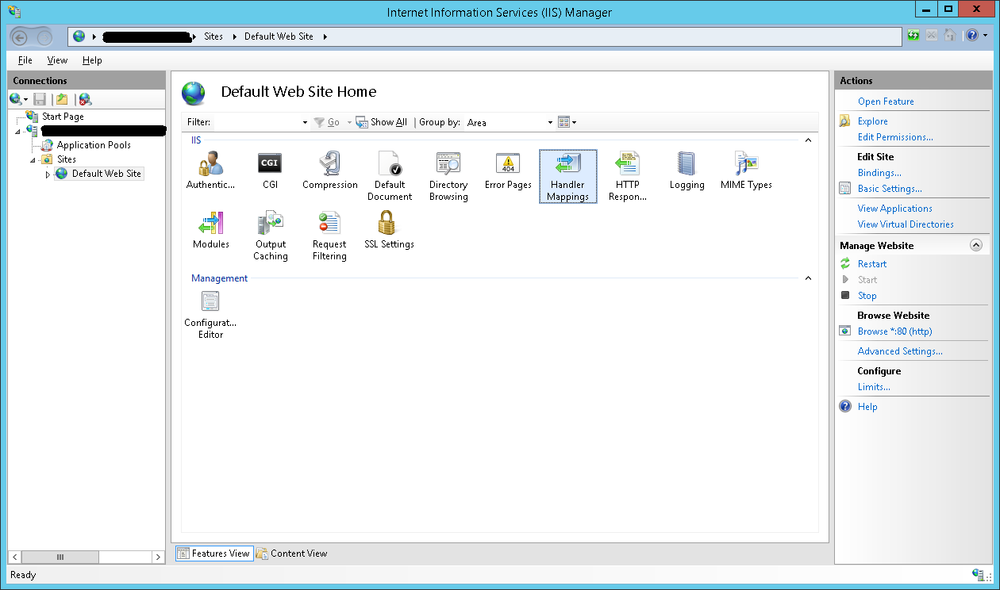 Internet Information Services (IIS) Manager
Sites
Default Web Site
File View Help
Connections
Start Page
Application Pools
Sites
Default Web Site
Default Web Site Home
Filter: Go Show All Group by: Area
IIS
Authentic...
CGI
CGI
Compression
Default
Document
Directory
Browsing
404
Error Pages
Handler
Mappings
HTTP
Respon...
Logging
MIME Types
Modules
Output
Caching
Request
Filtering
SSL Settings
Management
Configurat...
Editor
Features View Content View
Actions
Open Feature
Explore
Edit Permissions...
Edit Site
Bindings...
Basic Settings...
View Applications
View Virtual Directories
Manage Website
Restart
Start
Stop
Browse Website
Browse *:80 (http)
Advanced Settings...
Configure
Limits...
Help
Ready